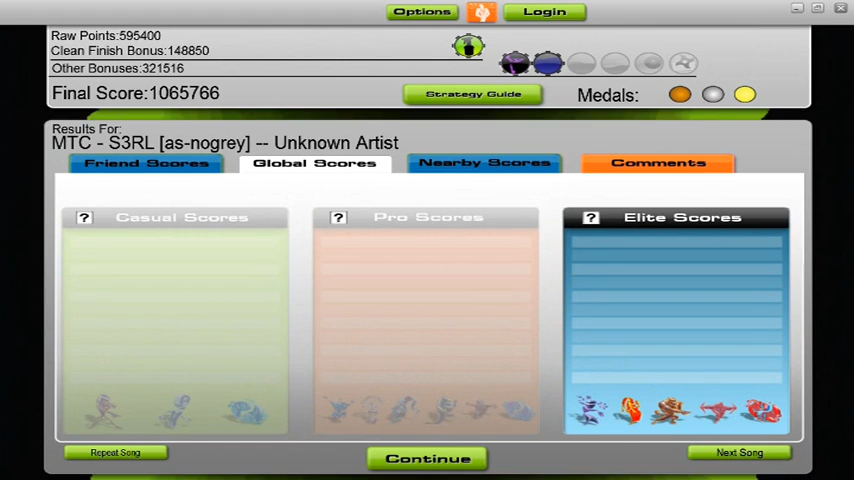 Options
Login
Raw Points:595400
Clean Finish Bonus:148850
Other Bonuses:321516
Final Score:1065766
Strategy Guide
Medals:
Results For:
MTC - S3RL [as-nogrey] -- Unknown Artist
Friend Scores
Global Scores
Nearby Scores
Comments
? Casual Scores
? Pro Scores
? Elite Scores
Repeat Song
Continue
Next Song